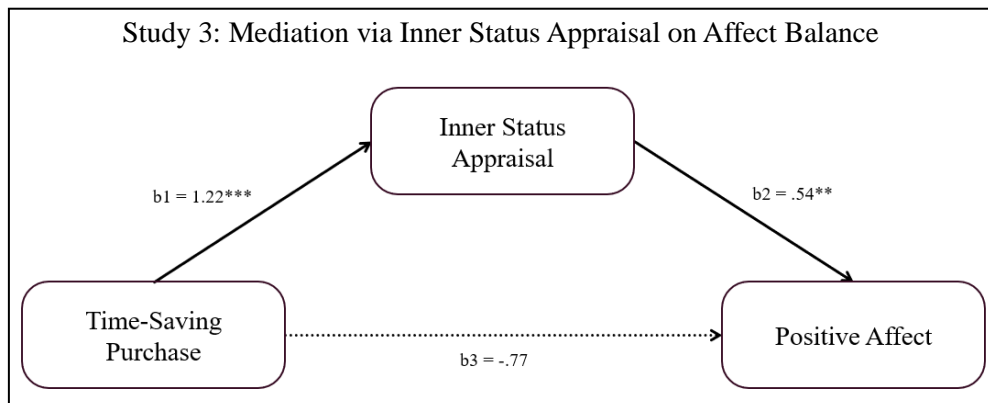 Study 3: Mediation via Inner Status Appraisal on Affect Balance
Inner Status
Appraisal
b1 = 1.22***
b2 = .54**
Time-Saving
Purchase
Positive Affect
b3 = -.77